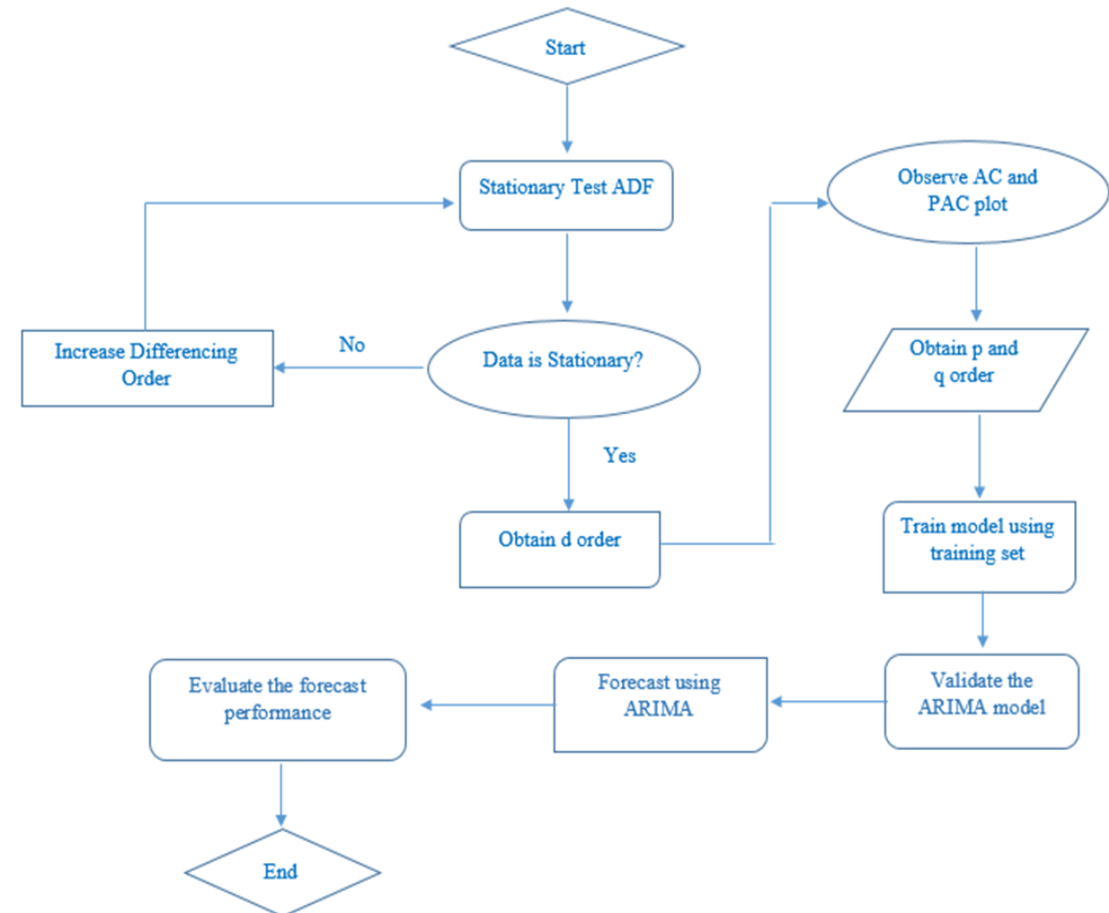 Start
Stationary Test ADF
Data is Stationary?
No
Increase Differencing
Order
Yes
Obtain d order
Observe AC and
PAC plot
Obtain p and
q order
Train model using
training set
Validate the
ARIMA model
Forecast using
ARIMA
Evaluate the forecast
performance
End